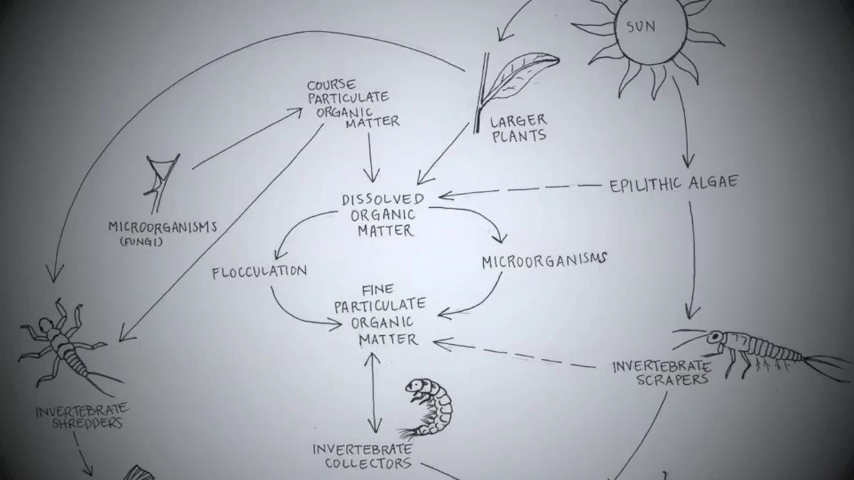 SUN
COURSE
PARTICULATE
ORGANIC
MATTER
LARGER
PLANTS
EPILITHIC ALGAE
DISSOLVED
ORGANIC
MATTER
MICROORGANISMS
(FUNGI)
FLOCCULATION
MICROORGANISMS
FINE
PARTICULATE
ORGANIC
MATTER
INVERTEBRATE
SCRAPERS
INVERTEBRATE
SHREDDERS
INVERTEBRATE
COLLECTORS